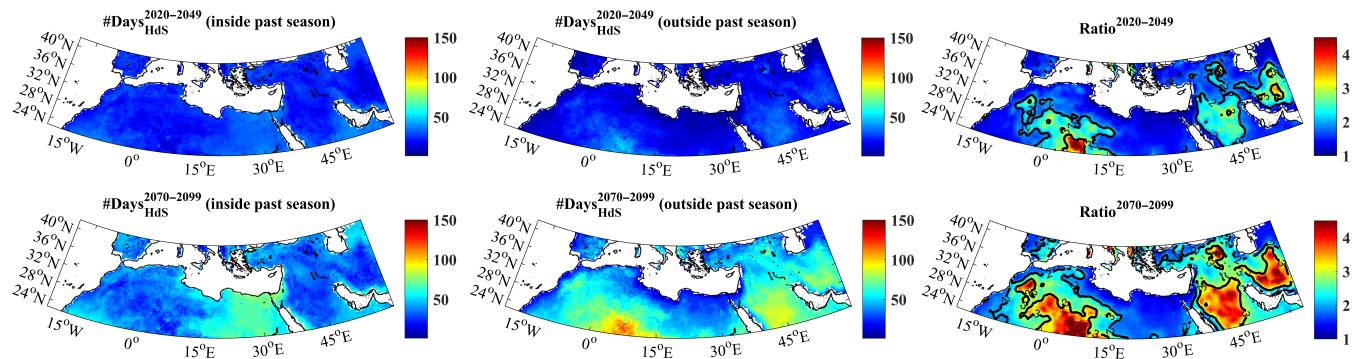 #Days HdS 2020–2049 (inside past season)
40°N
36°N
32°N
28°N
24°N
15°W
0°
15°E
30°E
45°E
150
100
50
#Days HdS 2020–2049 (outside past season)
40°N
36°N
32°N
28°N
24°N
15°W
0°
15°E
30°E
45°E
150
100
50
Ratio 2020–2049
40°N
36°N
32°N
28°N
24°N
15°W
0°
15°E
30°E
45°E
4
3
2
1
#Days HdS 2070–2099 (inside past season)
40°N
36°N
32°N
28°N
24°N
15°W
0°
15°E
30°E
45°E
150
100
50
#Days HdS 2070–2099 (outside past season)
40°N
36°N
32°N
28°N
24°N
15°W
0°
15°E
30°E
45°E
150
100
50
Ratio 2070–2099
40°N
36°N
32°N
28°N
24°N
15°W
0°
15°E
30°E
45°E
4
3
2
1